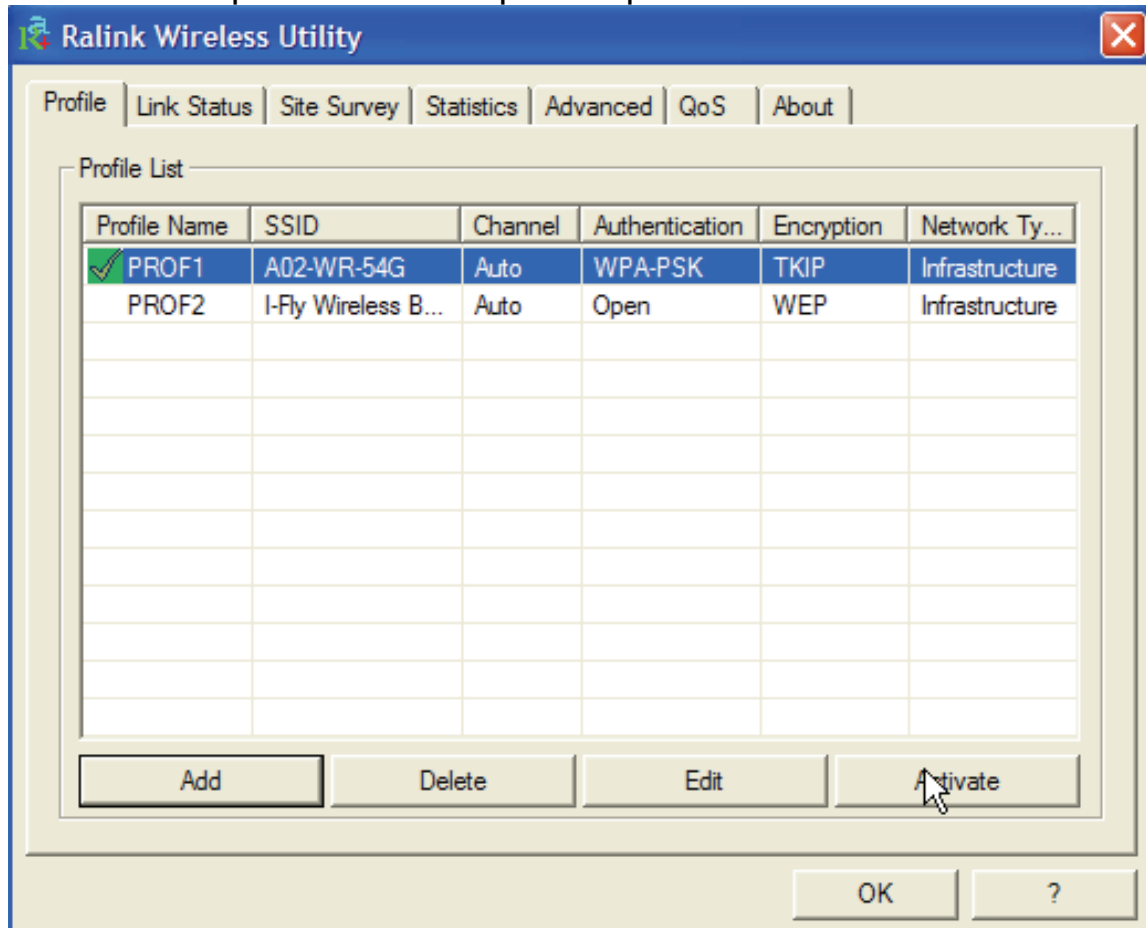 Ralink Wireless Utility
Profile Link Status Site Survey Statistics Advanced QoS About
Profile List
Profile Name SSID Channel Authentication Encryption Network Ty...
PROF1 A02-WR-54G Auto WPA-PSK TKIP Infrastructure
PROF2 I-Fly Wireless B... Auto Open WEP Infrastructure
Add Delete Edit Activate
OK ?